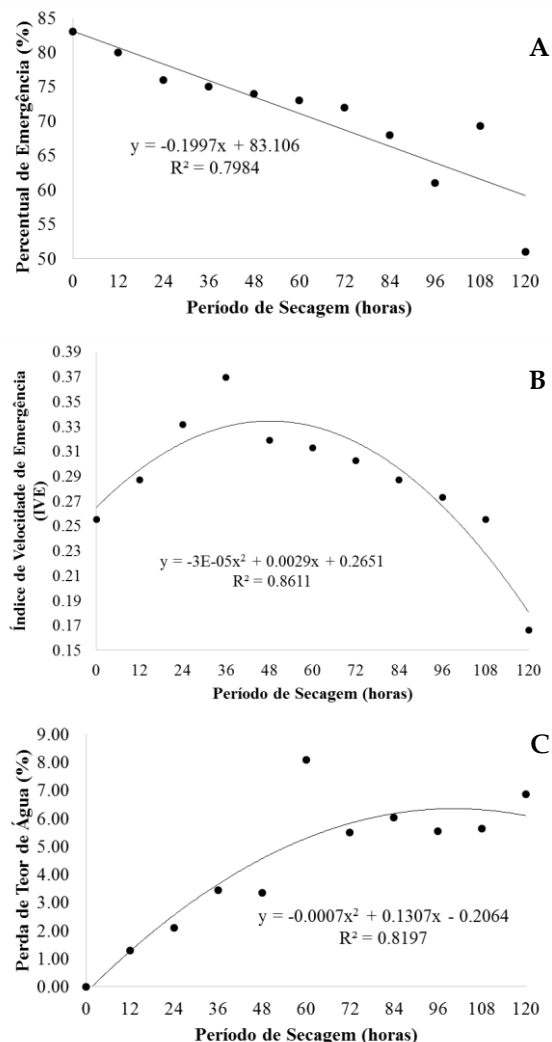 A
Percentual de Emergência (%)
85
80
75
70
65
60
55
50
y = -0.1997x + 83.106
R² = 0.7984
0 12 24 36 48 60 72 84 96 108 120
Período de Secagem (horas)
B
Índice de Velocidade de Emergência
(IVE)
0.39
0.37
0.35
0.33
0.31
0.29
0.27
0.25
0.23
0.21
0.19
0.17
0.15
y = -3E-05x² + 0.0029x + 0.2651
R² = 0.8611
0 12 24 36 48 60 72 84 96 108 120
Período de Secagem (horas)
C
Perda de Teor de Água (%)
9.00
8.00
7.00
6.00
5.00
4.00
3.00
2.00
1.00
0.00
y = -0.0007x² + 0.1307x - 0.2064
R² = 0.8197
0 12 24 36 48 60 72 84 96 108 120
Período de Secagem (horas)